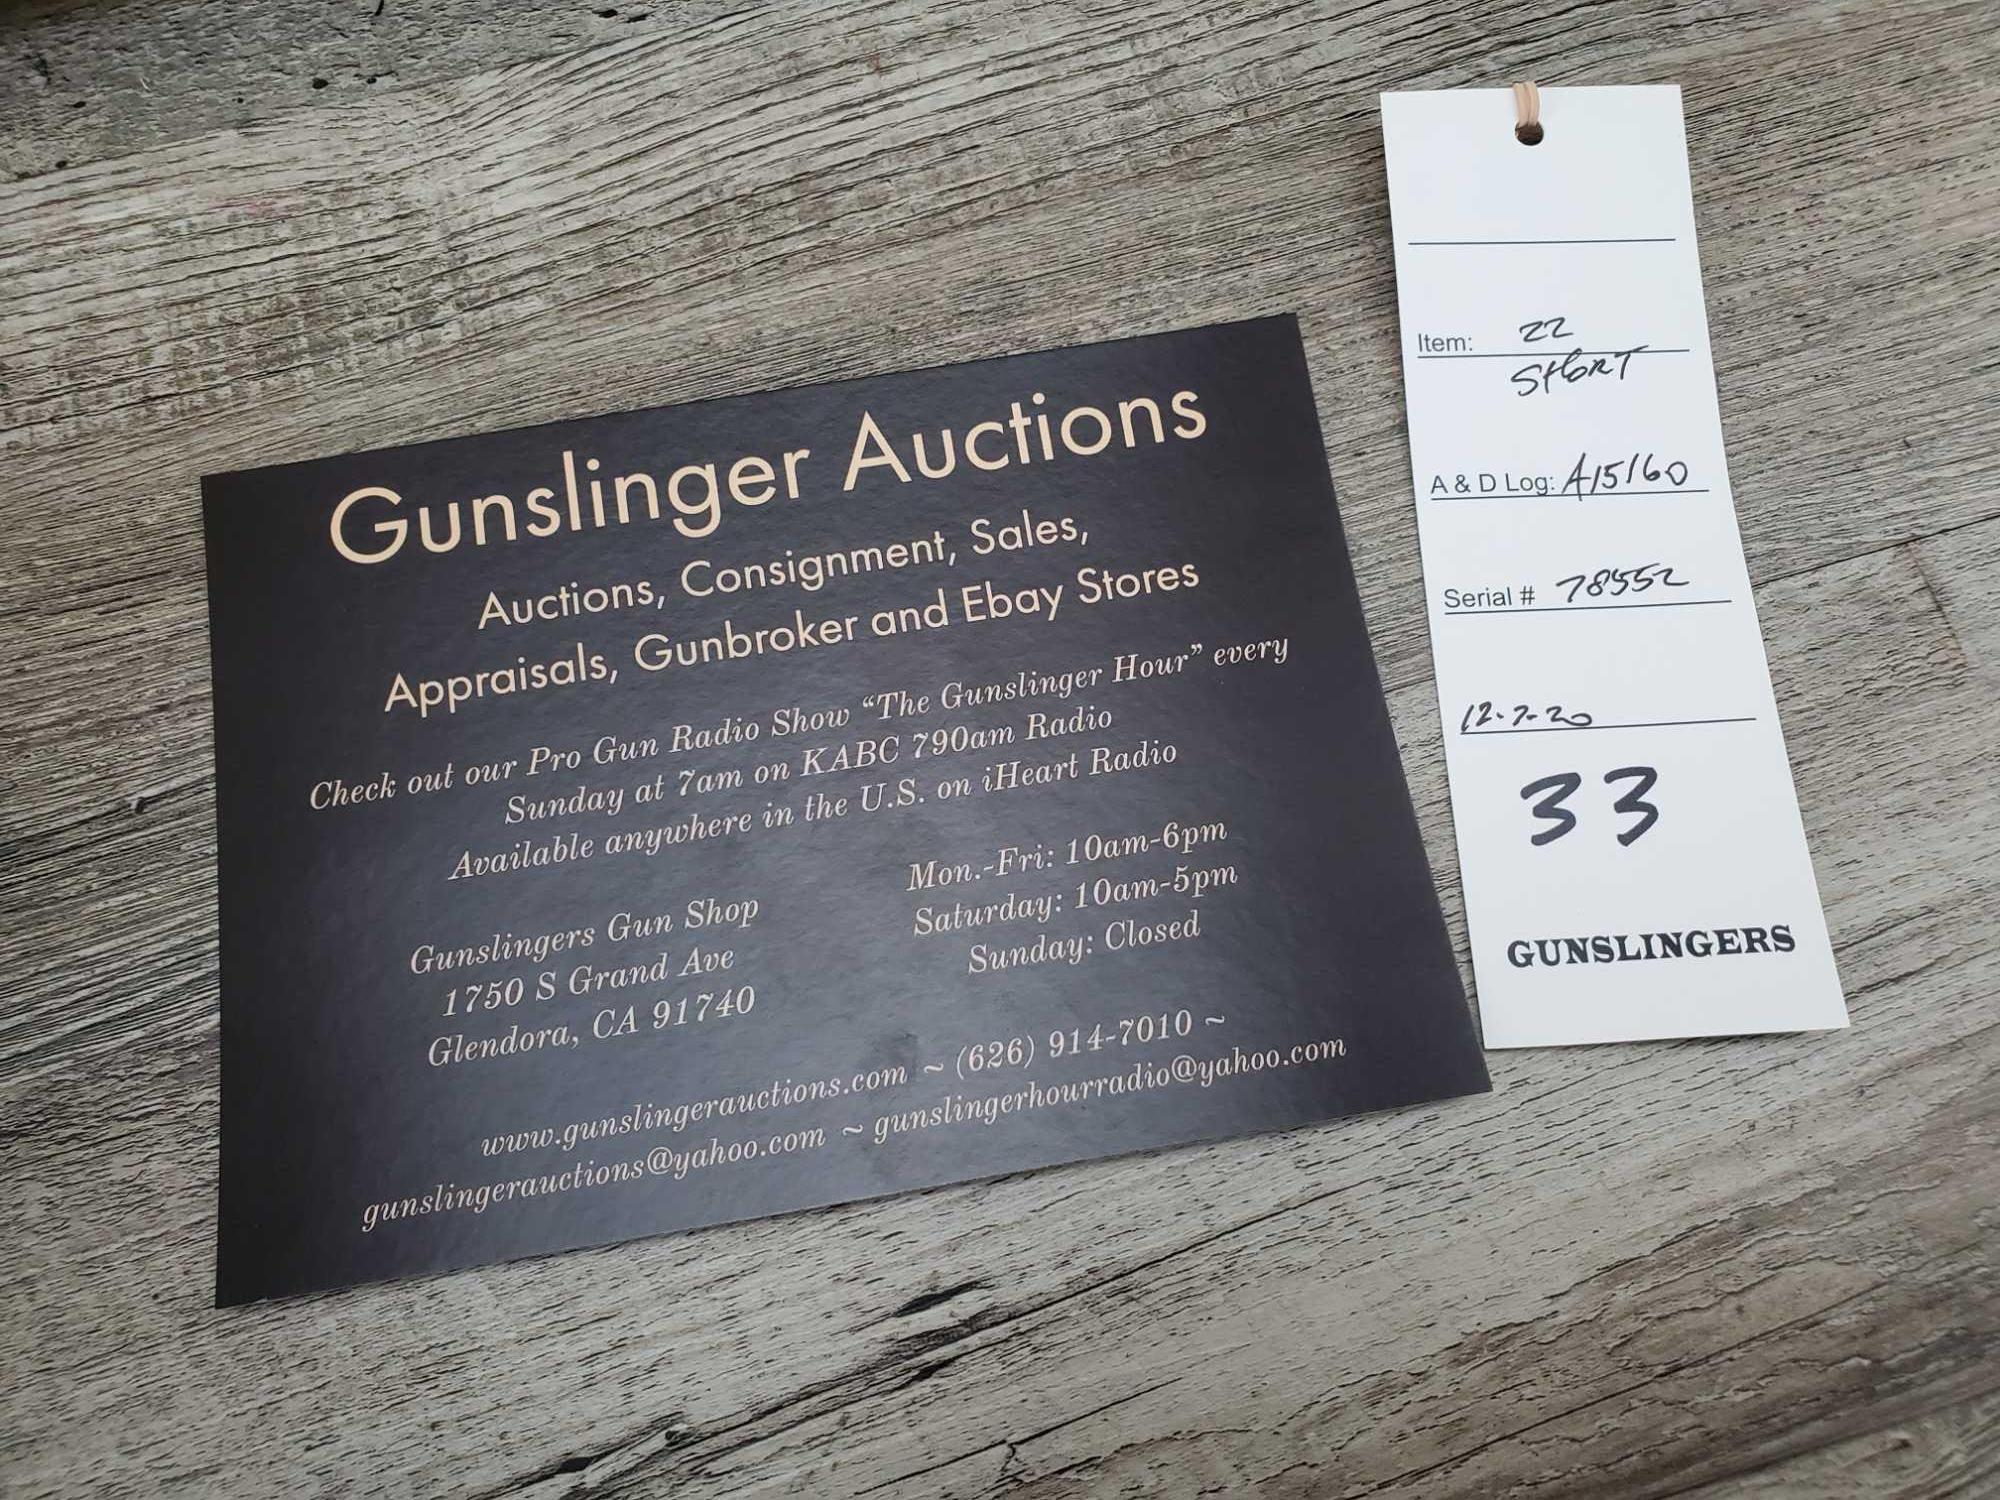 Gunslinger Auctions
Auctions, Consignment, Sales,
Appraisals, Gunbroker and Ebay Stores
Check out our Pro Gun Radio Show “The Gunslinger Hour” every
Sunday at 7am on KABC 790am Radio
Available anywhere in the U.S. on iHeart Radio
Gunslingers Gun Shop
1750 S Grand Ave
Glendora, CA 91740
Mon.-Fri: 10am-6pm
Saturday: 10am-5pm
Sunday: Closed
www.gunslingerauctions.com ~ (626) 914-7010 ~
gunslingerauctions@yahoo.com ~ gunslingerhourradio@yahoo.com
Item: 22
SHORT
A & D Log: A15160
Serial # 78552
12-7-20
33
GUNSLINGERS